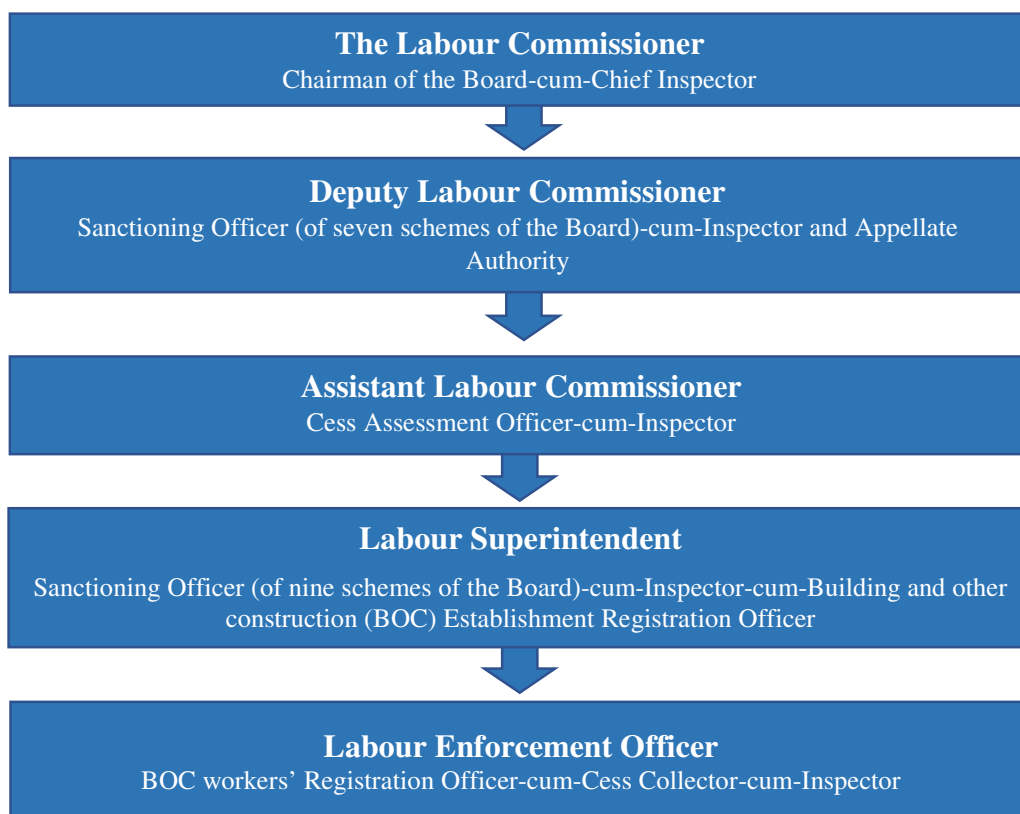 The Labour Commissioner
Chairman of the Board-cum-Chief Inspector
Deputy Labour Commissioner
Sanctioning Officer (of seven schemes of the Board)-cum-Inspector and Appellate
Authority
Assistant Labour Commissioner
Cess Assessment Officer-cum-Inspector
Labour Superintendent
Sanctioning Officer (of nine schemes of the Board)-cum-Inspector-cum-Building and other
construction (BOC) Establishment Registration Officer
Labour Enforcement Officer
BOC workers’ Registration Officer-cum-Cess Collector-cum-Inspector